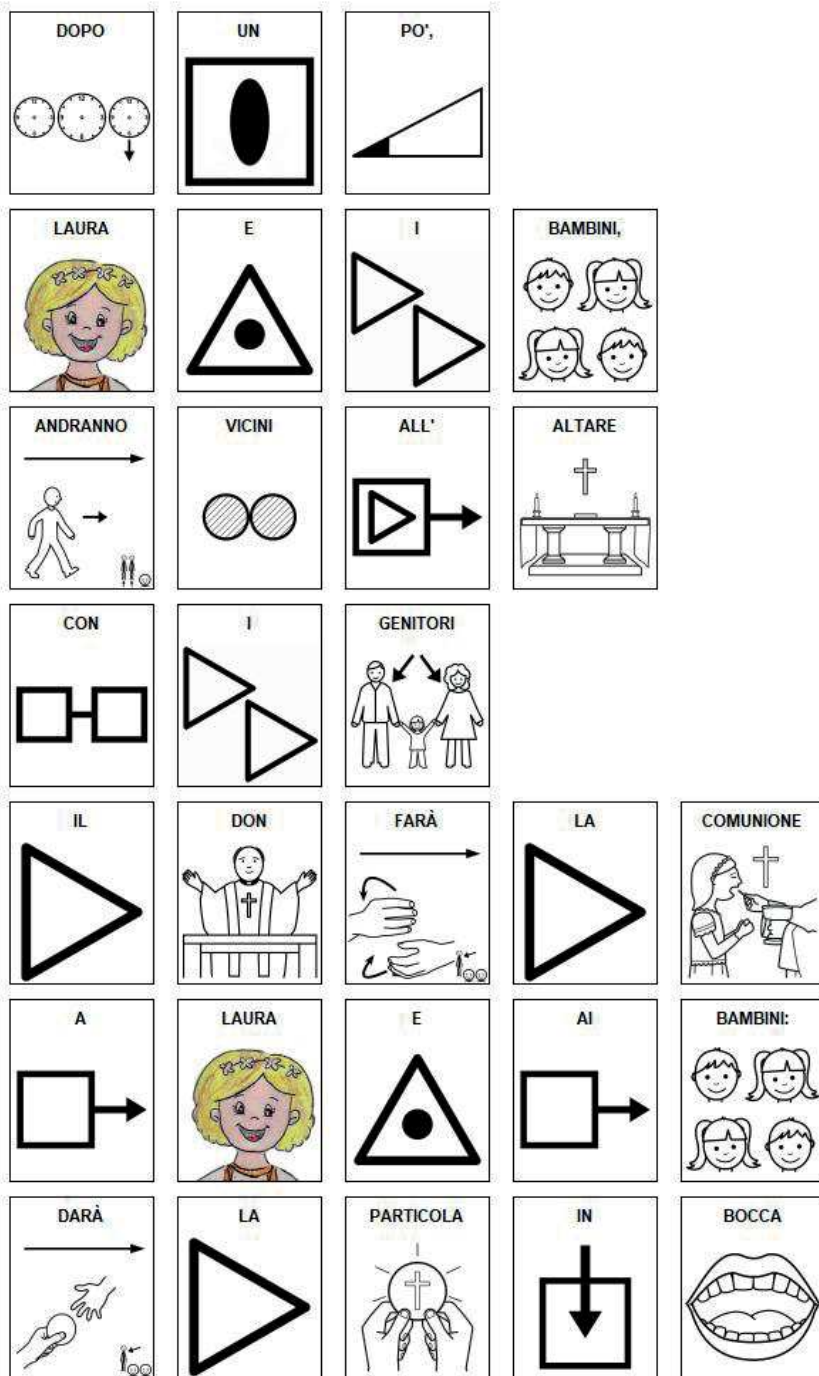 DOPO UN PO',
LAURA E I BAMBINI,
ANDRANNO VICINI ALL' ALTARE
CON I GENITORI
IL DON FARÀ LA COMUNIONE
A LAURA E AI BAMBINI:
DARÀ LA PARTICOLA IN BOCCA